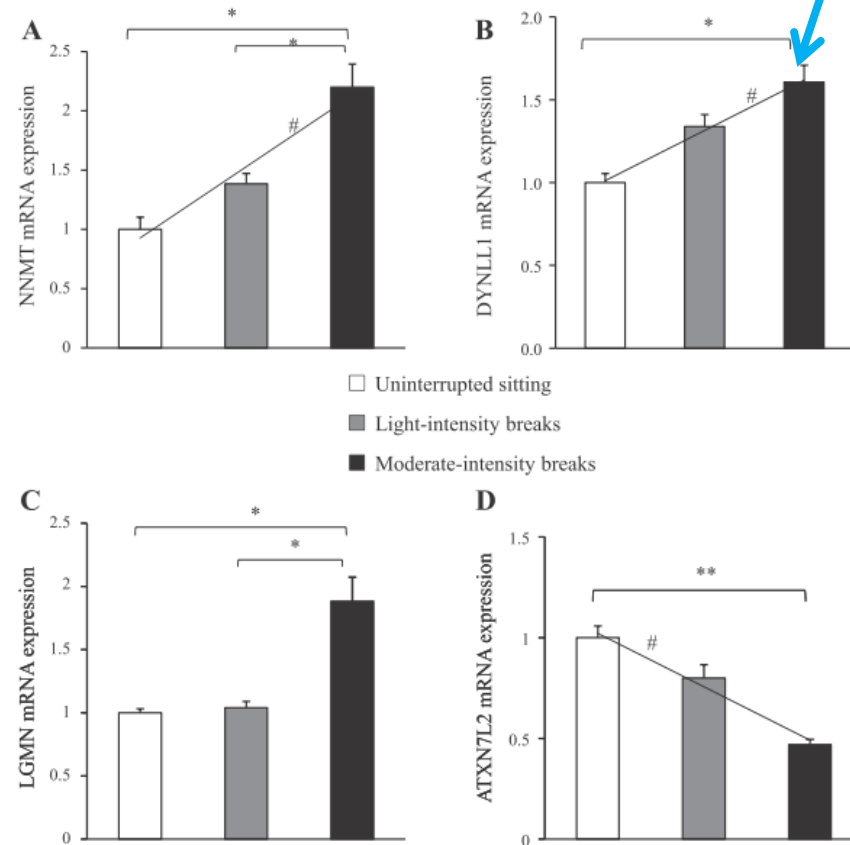 A
*
*
2.5
2
1.5
1
0.5
0
#
NNMT mRNA expression
B
*
2.0
1.5
1.0
0.5
0.0
#
DYNLL1 mRNA expression
Uninterrupted sitting
Light-intensity breaks
Moderate-intensity breaks
C
*
*
2.5
2
1.5
1
0.5
0
LGMN mRNA expression
D
**
1.5
1
0.5
0
#
ATXN7L2 mRNA expression